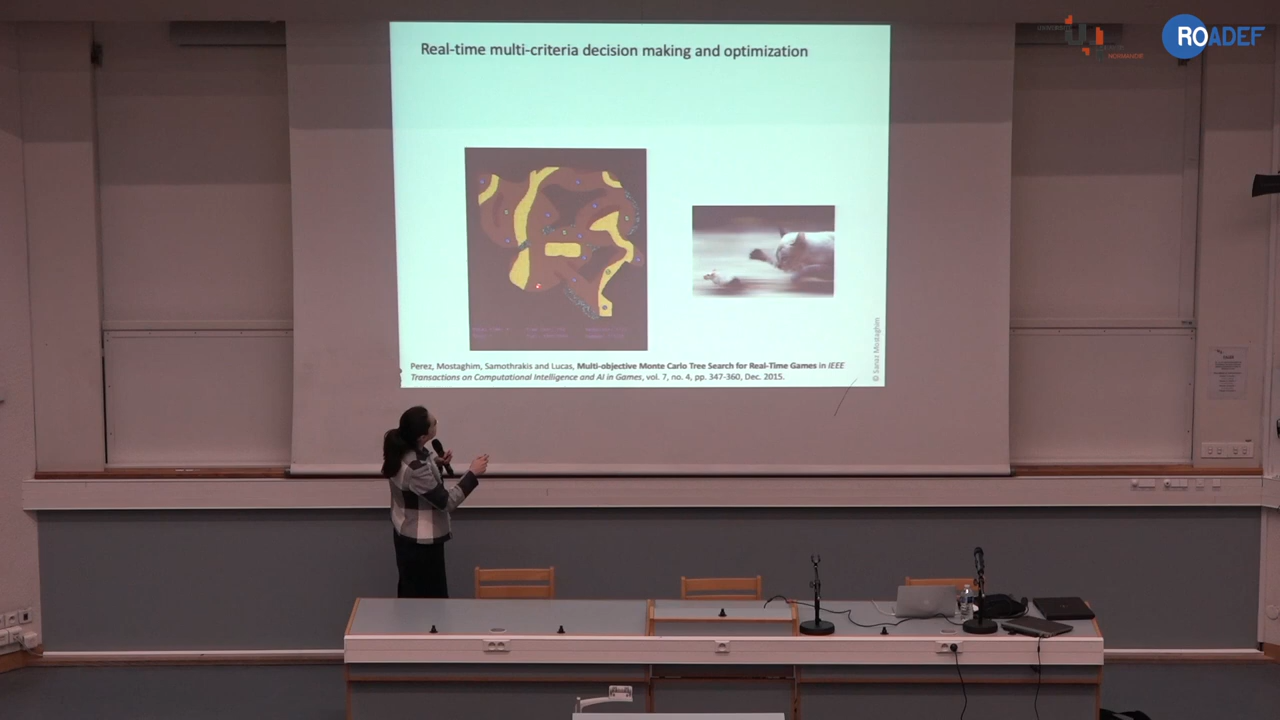 ROADEF
NORMANDIE
Real-time multi-criteria decision making and optimization
© Sanaz Mostaghim
Perez, Mostaghim, Samothrakis and Lucas, Multi-objective Monte Carlo Tree Search for Real-Time Games in IEEE
Transactions on Computational Intelligence and AI in Games, vol. 7, no. 4, pp. 347-360, Dec. 2015.